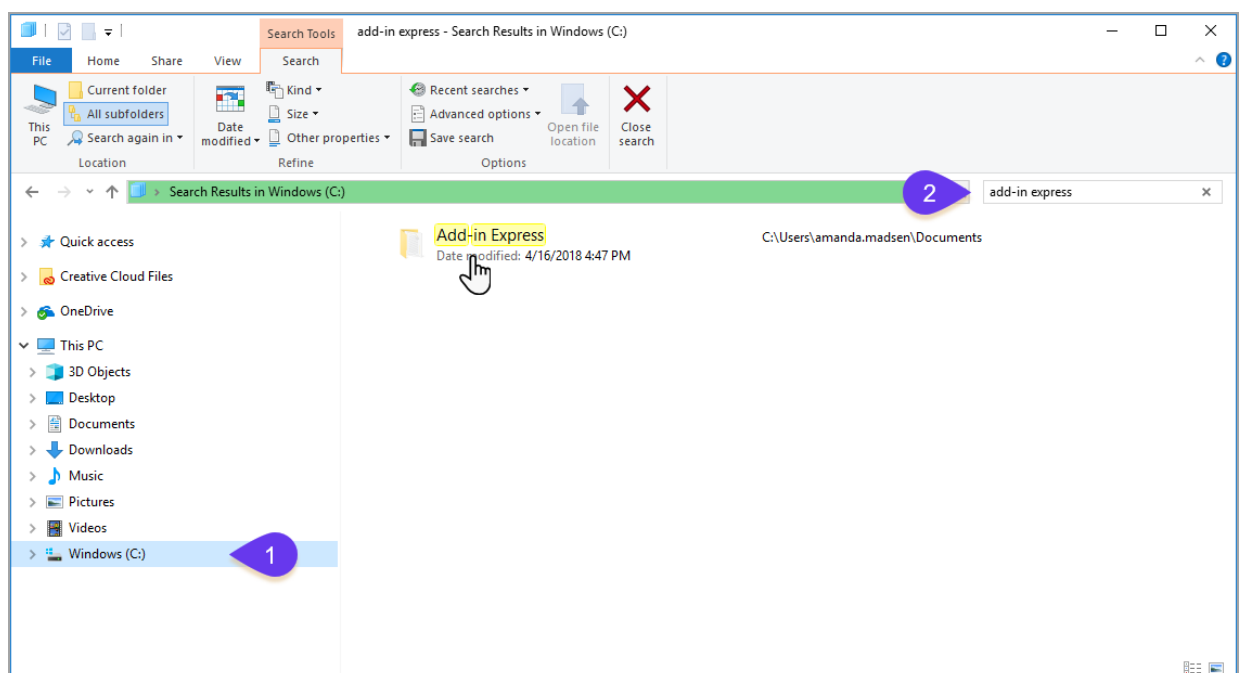 Search Tools
add-in express - Search Results in Windows (C:)
File
Home
Share
View
Search
This PC
Current folder
All subfolders
Search again in
Location
Date modified
Kind
Size
Other properties
Refine
Recent searches
Advanced options
Save search
Options
Open file location
Close search
Search Results in Windows (C:)
2
add-in express
Quick access
Creative Cloud Files
OneDrive
This PC
3D Objects
Desktop
Documents
Downloads
Music
Pictures
Videos
Windows (C:)
1
Add-in Express
Date modified: 4/16/2018 4:47 PM
C:\Users\amanda.madsen\Documents